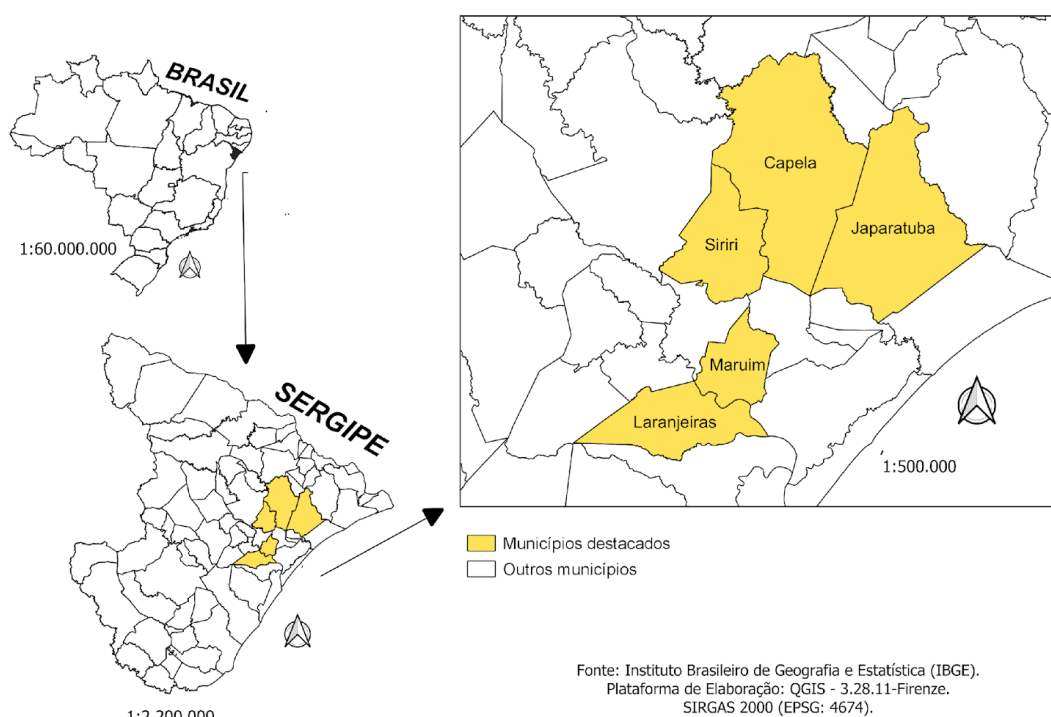 BRASIL
1:60.000.000
SERGIPE
1:2.200.000
Capela
Siriri
Japaratuba
Maruim
Laranjeiras
1:500.000
Municípios destacados
Outros municípios
Fonte: Instituto Brasileiro de Geografia e Estatística (IBGE).
Plataforma de Elaboração: QGIS - 3.28.11-Firenze.
SIRGAS 2000 (EPSG: 4674).